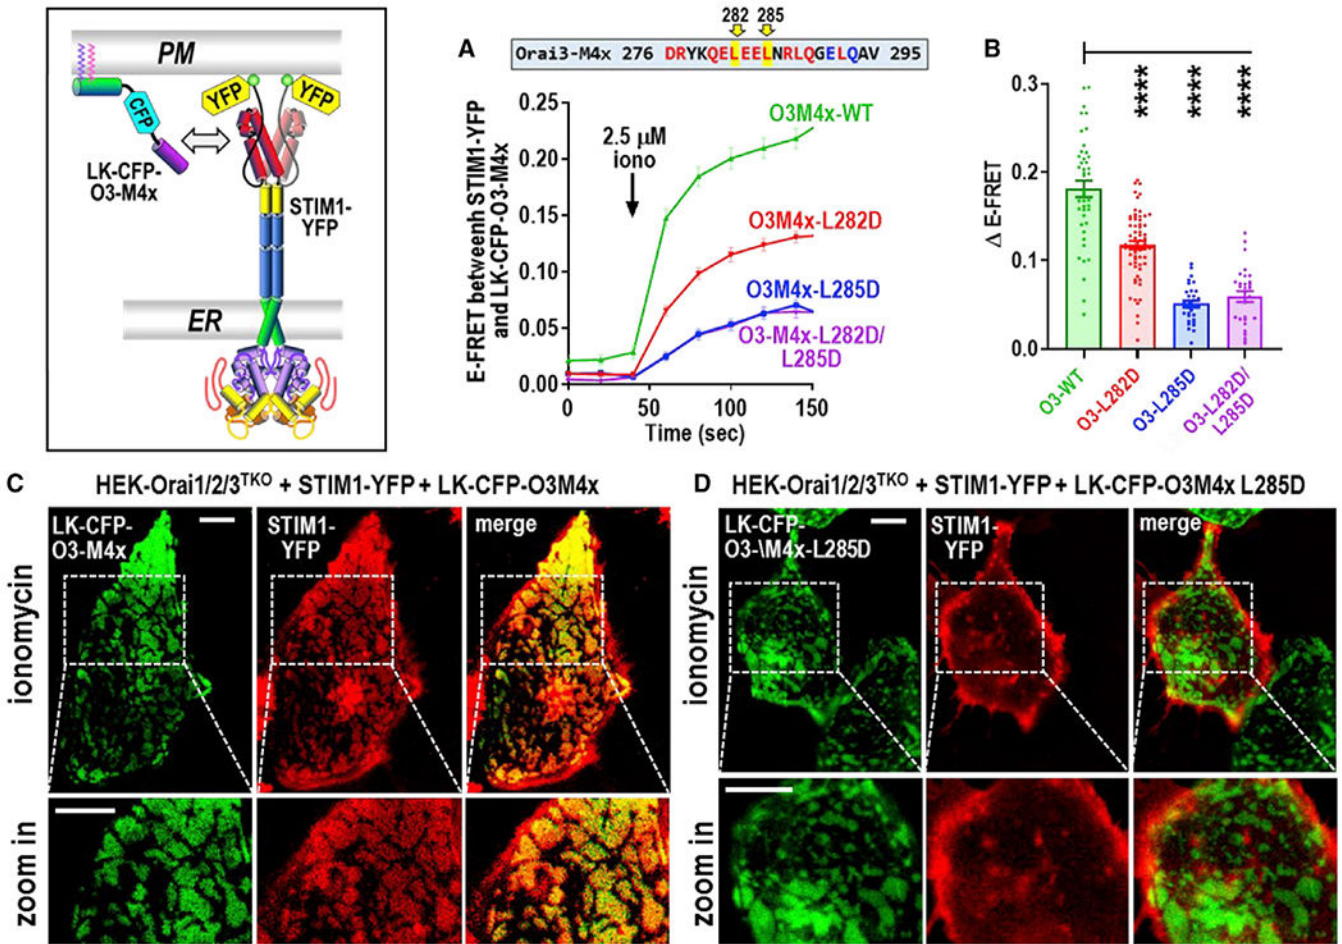 PM
YFP
YFP
CFP
LK-CFP-
O3-M4x
STIM1-
YFP
ER
A
282 285
Orai3-M4x 276 DRYKQELEELNRLQGELQAV 295
E-FRET betweenh STIM1-YFP
and LK-CFP-O3-M4x
0.25
0.20
0.15
0.10
0.05
0.00
2.5 μM
iono
O3M4x-WT
O3M4x-L282D
O3M4x-L285D
O3-M4x-L282D/
L285D
0 50 100 150
Time (sec)
B
Δ E-FRET
0.3
0.2
0.1
0.0
****
****
****
O3-WT
O3-L282D
O3-L285D
O3-L282D/
L285D
C HEK-Orai1/2/3TKO + STIM1-YFP + LK-CFP-O3M4x
ionomycin
LK-CFP-
O3-M4x
STIM1-
YFP
merge
zoom in
D HEK-Orai1/2/3TKO + STIM1-YFP + LK-CFP-O3M4x L285D
ionomycin
LK-CFP-
O3-\M4x-L285D
STIM1-
YFP
merge
zoom in